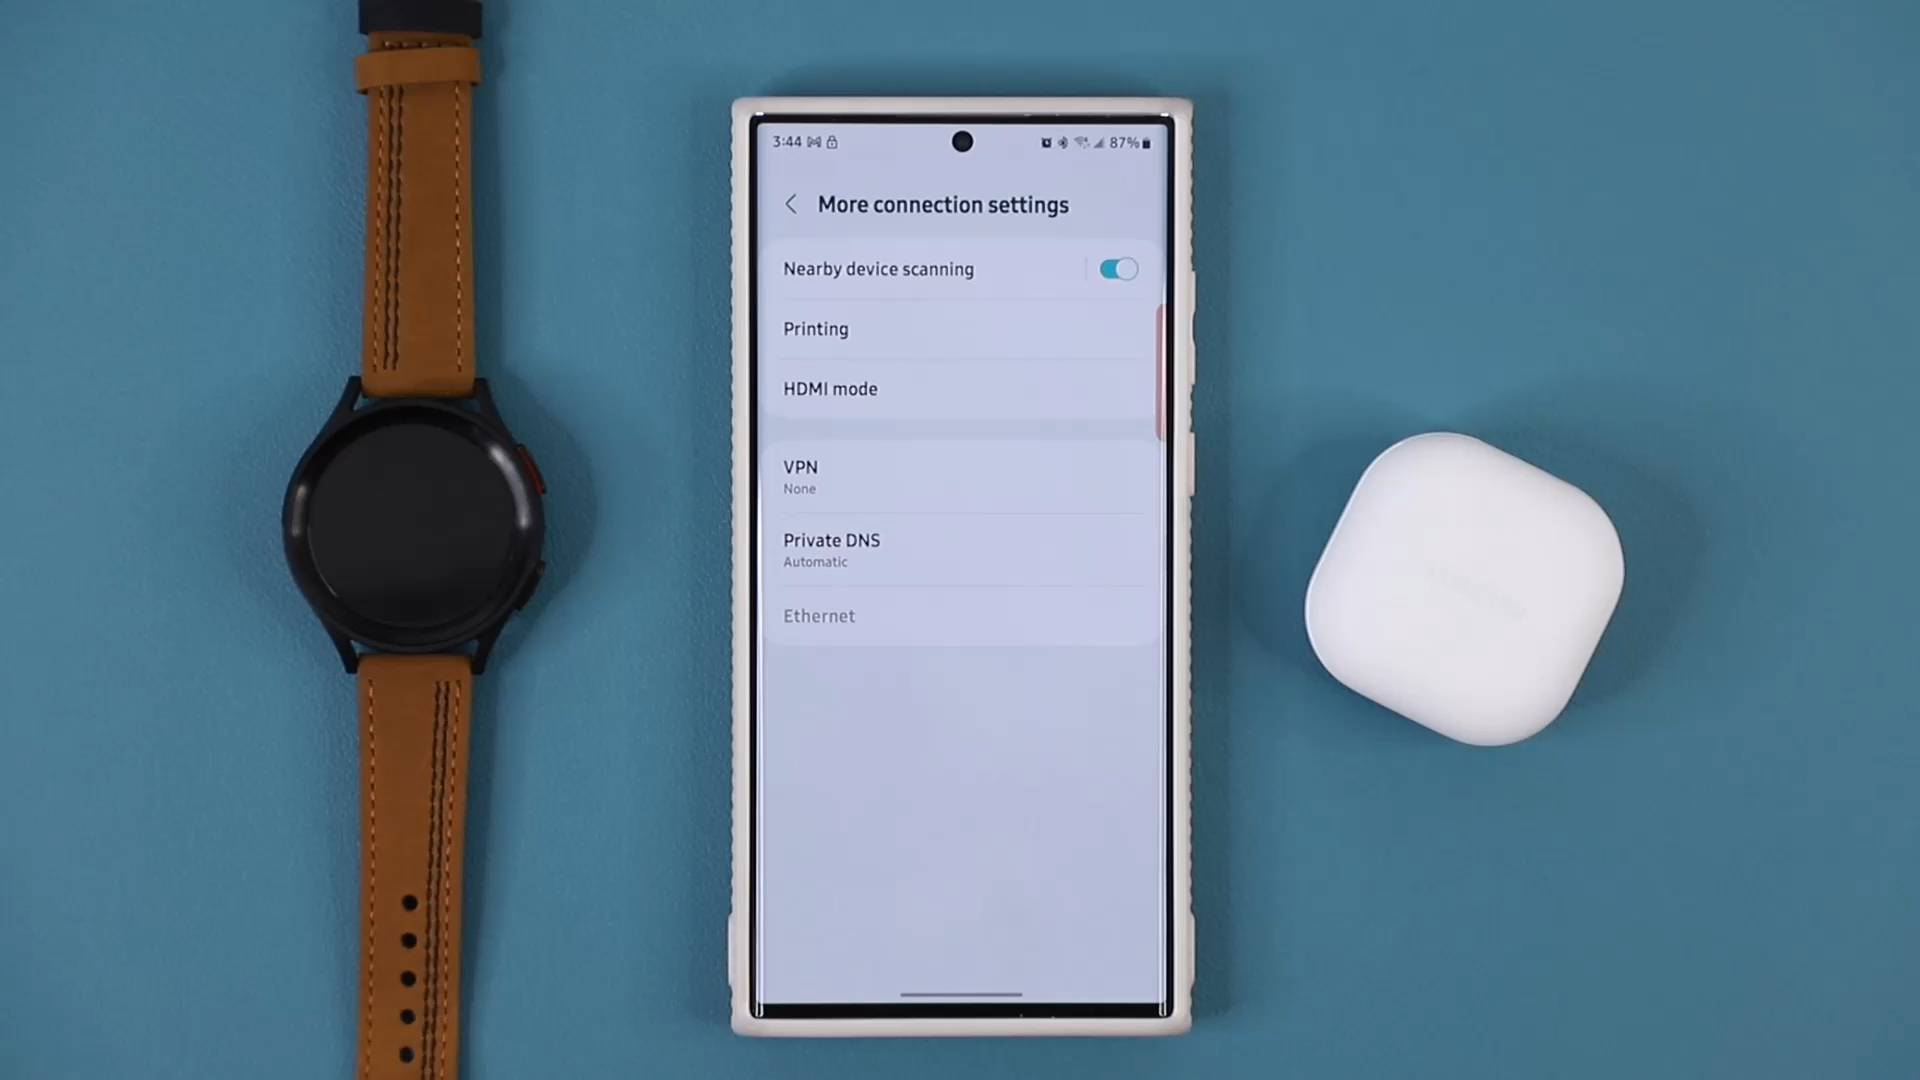 3:44 87%
More connection settings
Nearby device scanning
Printing
HDMI mode
VPN
None
Private DNS
Automatic
Ethernet